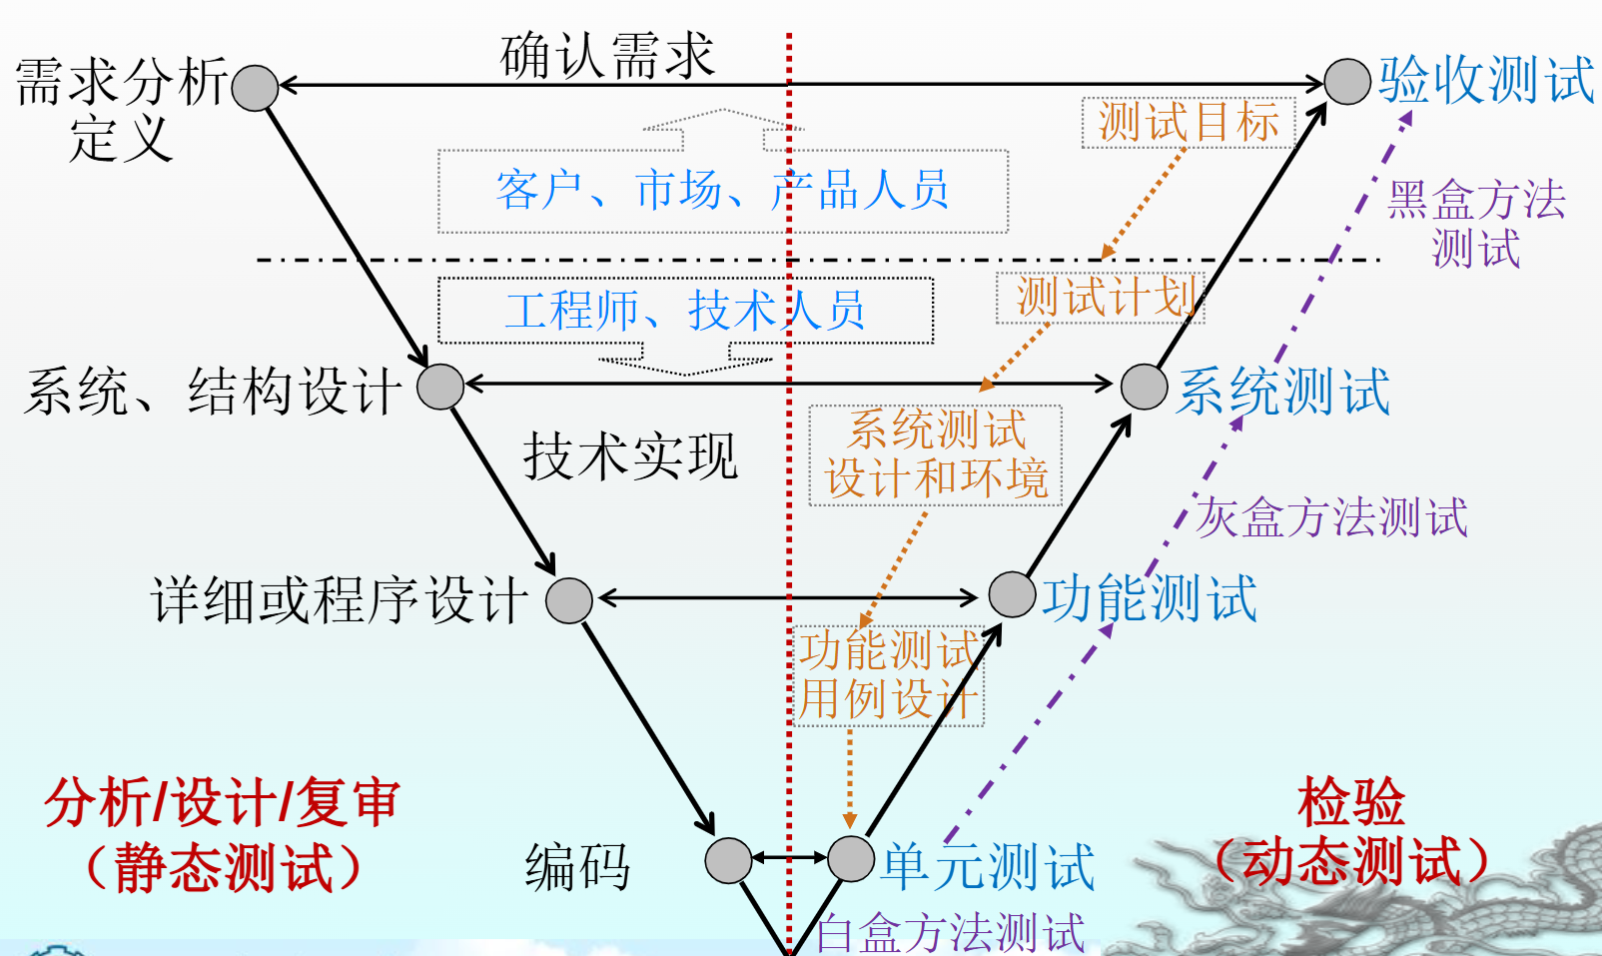 确认需求
需求分析
定义
验收测试
测试目标
客户、市场、产品人员
黑盒方法
测试
工程师、技术人员
测试计划
系统、结构设计
系统测试
技术实现
系统测试
设计和环境
灰盒方法测试
详细或程序设计
功能测试
功能测试
用例设计
分析/设计/复审
（静态测试）
检验
（动态测试）
编码
单元测试
白盒方法测试